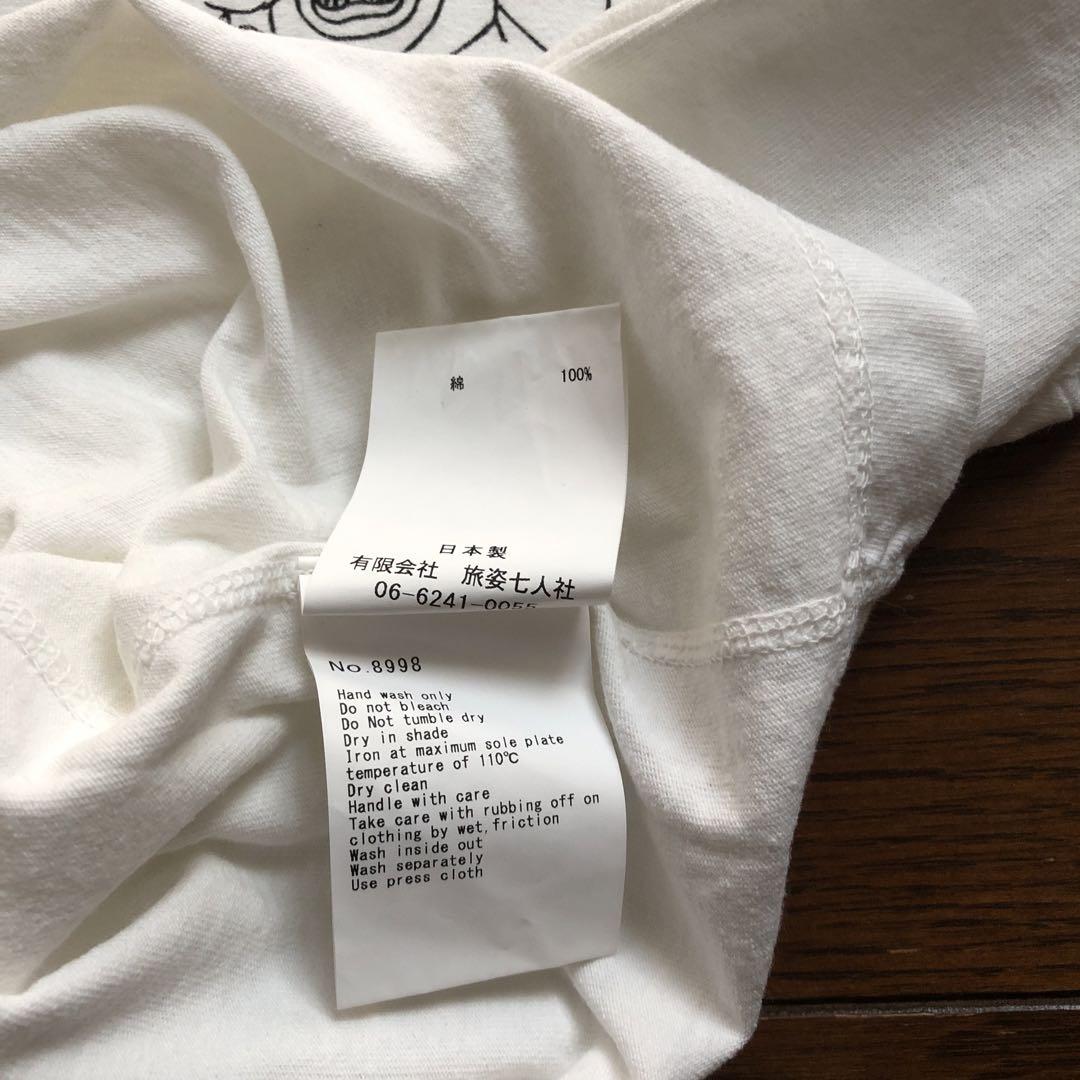 綿 100%
日本製
有限会社 旅姿七人社
06-6241-0055
No.8998
Hand wash only
Do not bleach
Do Not tumble dry
Dry in shade
Iron at maximum sole plate
temperature of 110℃
Dry clean
Handle with care
Take care with rubbing off on
clothing by wet,friction
Wash inside out
Wash separately
Use press cloth